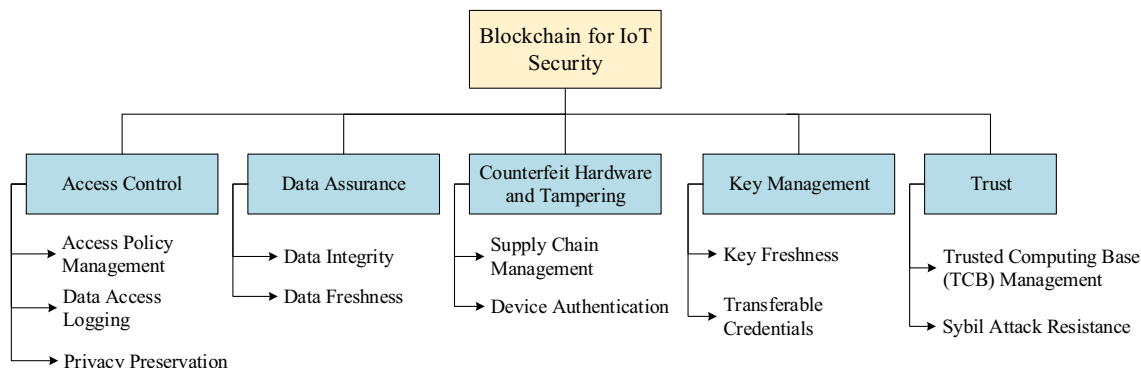 Blockchain for IoT
Security
Access Control
Data Assurance
Counterfeit Hardware
and Tampering
Key Management
Trust
Access Policy
Management
Data Access
Logging
Privacy Preservation
Data Integrity
Data Freshness
Supply Chain
Management
Device Authentication
Key Freshness
Transferable
Credentials
Trusted Computing Base
(TCB) Management
Sybil Attack Resistance